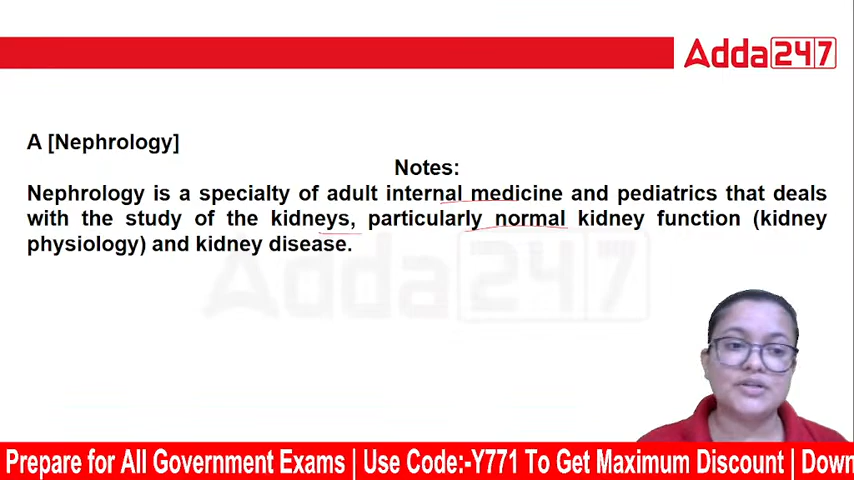 Adda247
A [Nephrology]
Notes:
Nephrology is a specialty of adult internal medicine and pediatrics that deals
with the study of the kidneys, particularly normal kidney function (kidney
physiology) and kidney disease.
Adda247
Prepare for All Government Exams | Use Code:-Y771 To Get Maximum Discount | Down